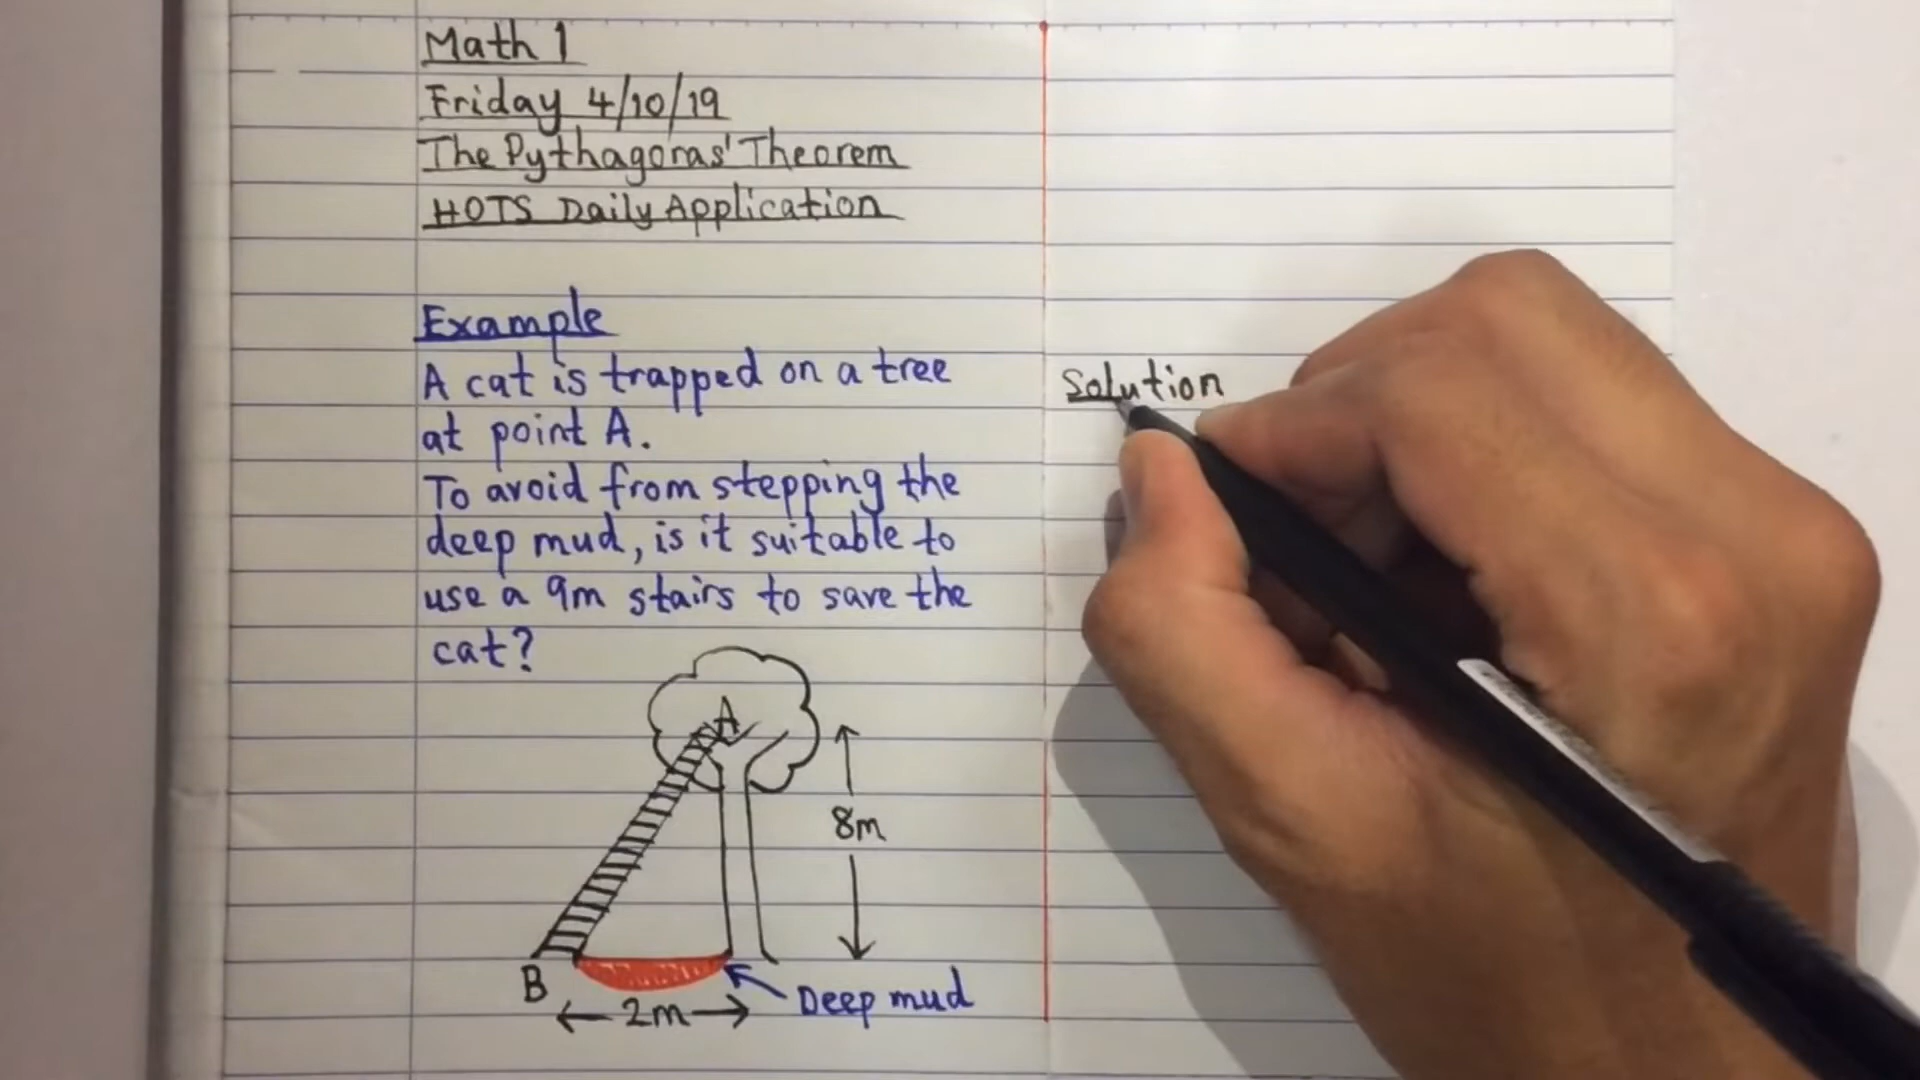 Math 1
Friday 4/10/19
The Pythagoras' Theorem
HOTS Daily Application
Example
A cat is trapped on a tree
at point A.
To avoid from stepping the
deep mud, is it suitable to
use a 9m stairs to save the
cat?
A
8m
B
2m
Deep mud
Solution